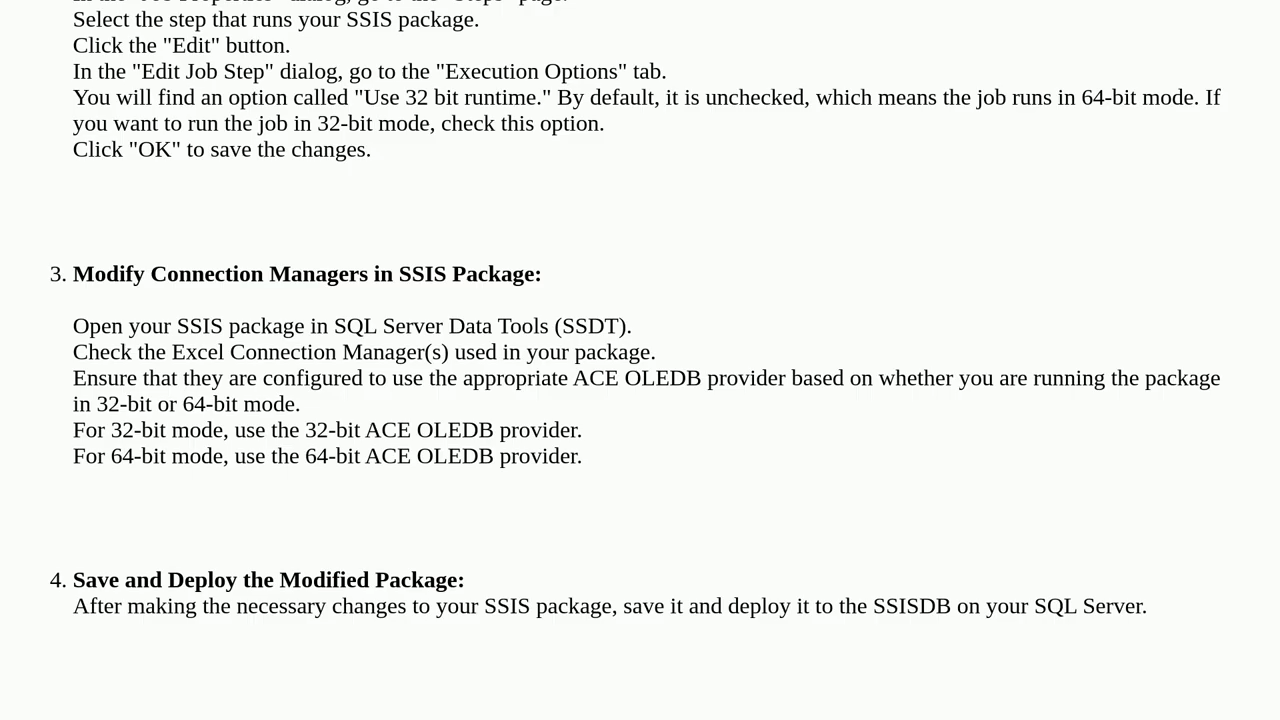 Select the step that runs your SSIS package.
Click the "Edit" button.
In the "Edit Job Step" dialog, go to the "Execution Options" tab.
You will find an option called "Use 32 bit runtime." By default, it is unchecked, which means the job runs in 64-bit mode. If
you want to run the job in 32-bit mode, check this option.
Click "OK" to save the changes.
3. Modify Connection Managers in SSIS Package:
Open your SSIS package in SQL Server Data Tools (SSDT).
Check the Excel Connection Manager(s) used in your package.
Ensure that they are configured to use the appropriate ACE OLEDB provider based on whether you are running the package
in 32-bit or 64-bit mode.
For 32-bit mode, use the 32-bit ACE OLEDB provider.
For 64-bit mode, use the 64-bit ACE OLEDB provider.
4. Save and Deploy the Modified Package:
After making the necessary changes to your SSIS package, save it and deploy it to the SSISDB on your SQL Server.